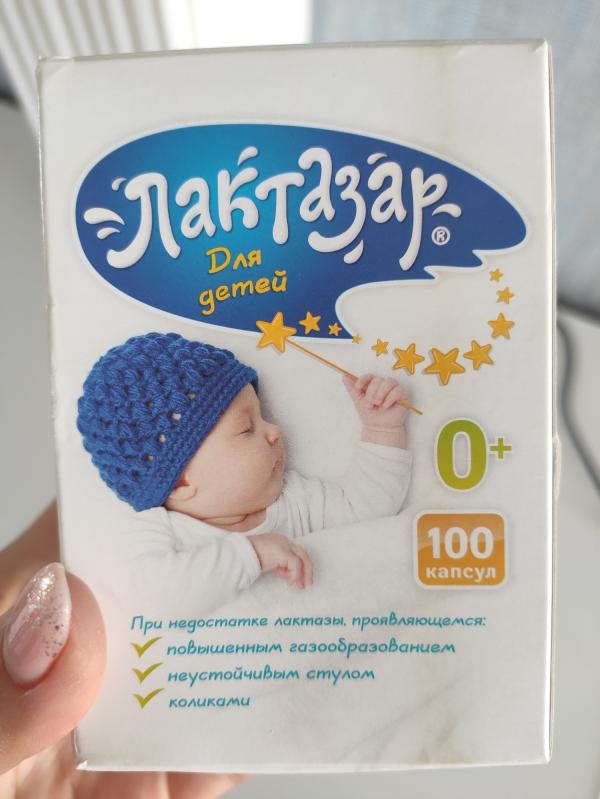 Лактазар®
Для
детей
0+
100
капсул
При недостатке лактазы, проявляющемся:
повышенным газообразованием
неустойчивым стулом
коликами